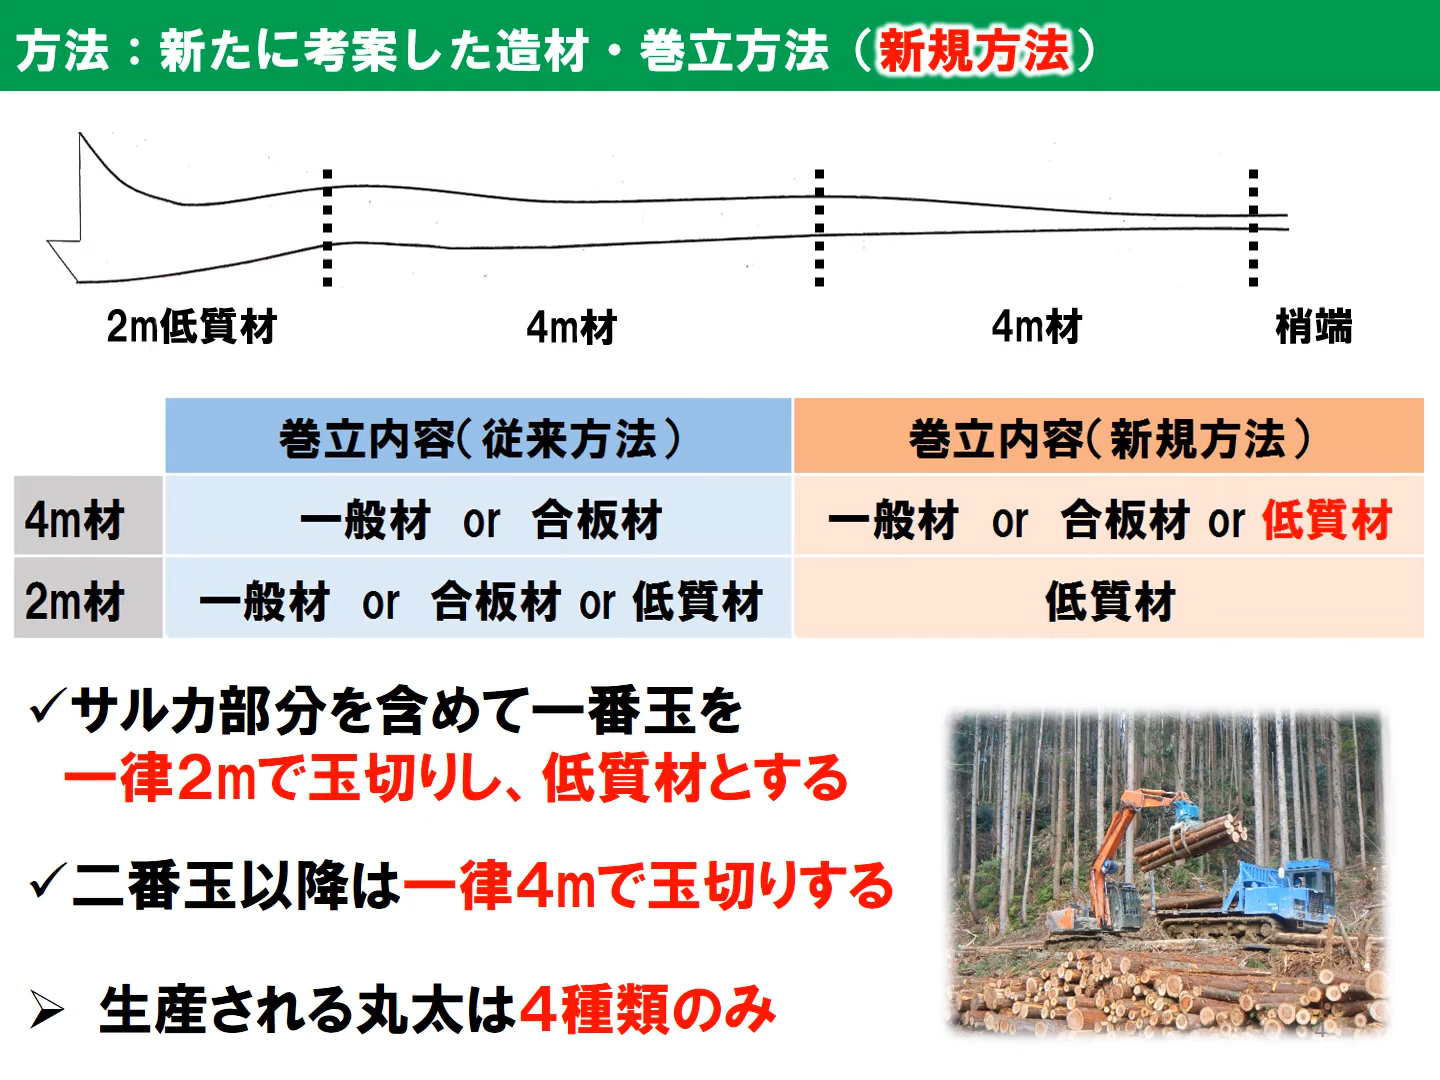 方法：新たに考案した造材・巻立方法（新規方法）
2m低質材
4m材
4m材
梢端
巻立内容（従来方法）
巻立内容（新規方法）
4m材
一般材 or 合板材
一般材 or 合板材 or 低質材
2m材
一般材 or 合板材 or 低質材
低質材
✓サルカ部分を含めて一番玉を
一律２mで玉切りし、低質材とする
✓二番玉以降は一律４mで玉切りする
➢ 生産される丸太は４種類のみ
4